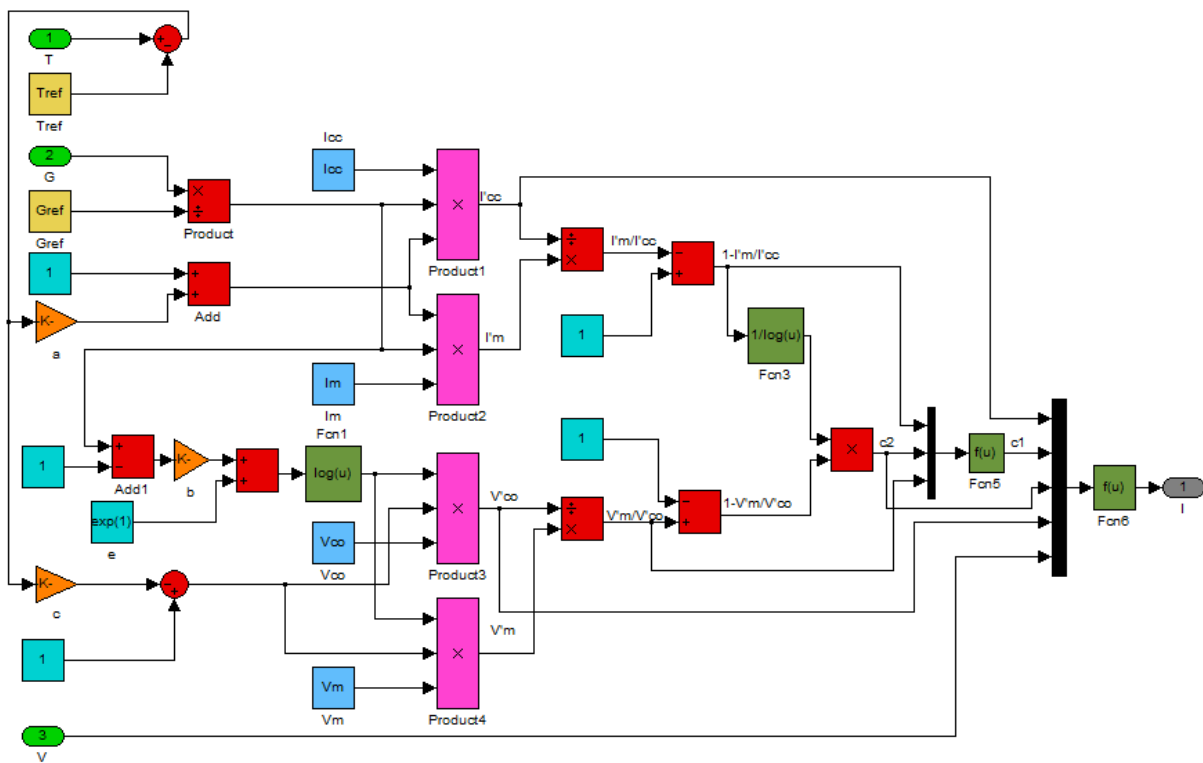 1
T
Tref
Tref
2
G
Gref
Gref
×
÷
Product
1
+
+
Add
K-
a
Icc
Icc
×
Product1
I'cc
×
Product2
I'm
Im
Im
÷
×
I'm/I'cc
1
-
+
1-I'm/I'cc
1/log(u)
Fcn3
1
+
-
Add1
K-
b
exp(1)
e
+
+
Fcn1
log(u)
Vco
Vco
×
Product3
V'co
÷
×
V'm/V'co
1
-
+
1-V'm/V'co
×
c2
f(u)
Fcn5
c1
f(u)
Fcn6
1
I
K-
c
-
+
1
Vm
Vm
×
Product4
V'm
3
V
+
-